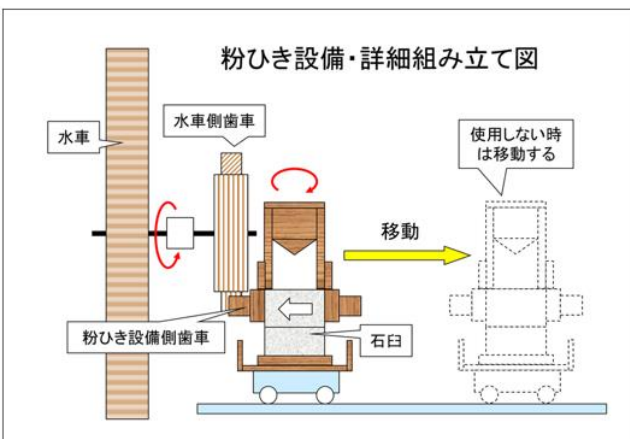 粉ひき設備・詳細組み立て図
水車
水車側歯車
使用しない時
は移動する
移動
粉ひき設備側歯車
石臼